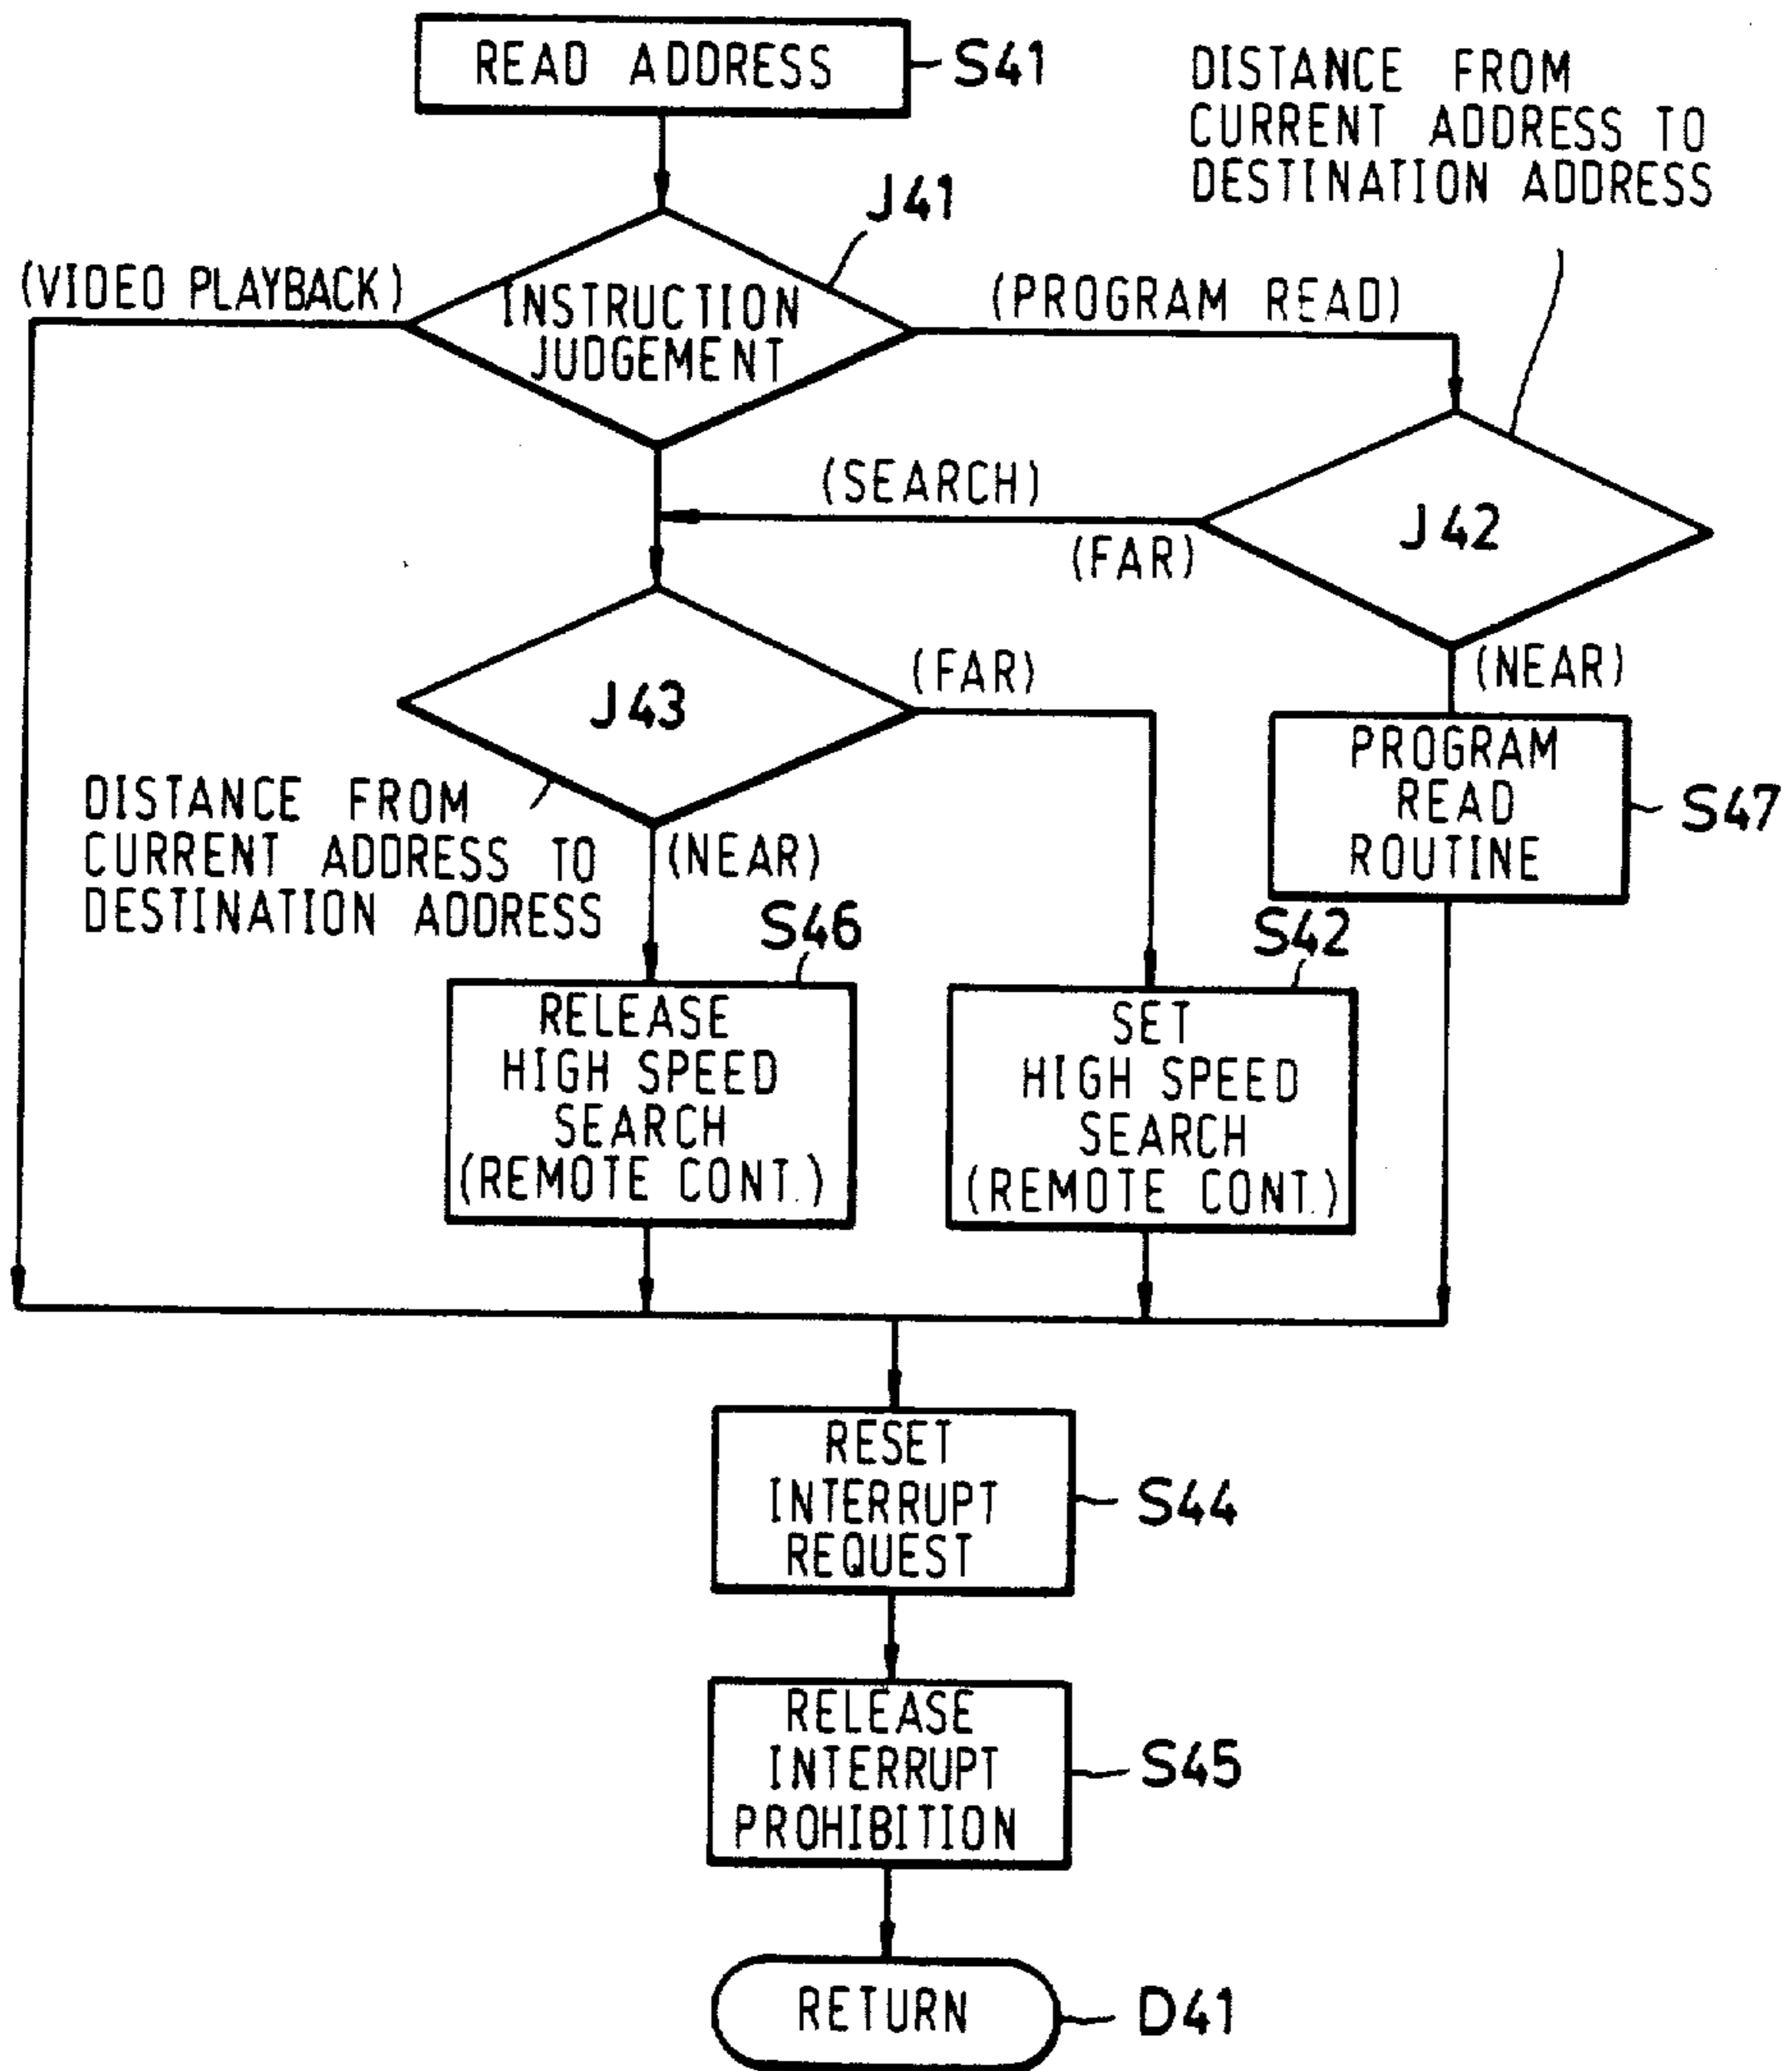 READ ADDRESS
S41
DISTANCE FROM
CURRENT ADDRESS TO
DESTINATION ADDRESS
J41
(VIDEO PLAYBACK)
INSTRUCTION
JUDGEMENT
(PROGRAM READ)
(SEARCH)
(FAR)
J42
(NEAR)
J43
(FAR)
DISTANCE FROM
CURRENT ADDRESS TO
DESTINATION ADDRESS
(NEAR)
PROGRAM
READ
ROUTINE
S47
S46
RELEASE
HIGH SPEED
SEARCH
(REMOTE CONT.)
S42
SET
HIGH SPEED
SEARCH
(REMOTE CONT.)
RESET
INTERRUPT
REQUEST
S44
RELEASE
INTERRUPT
PROHIBITION
S45
RETURN
D41